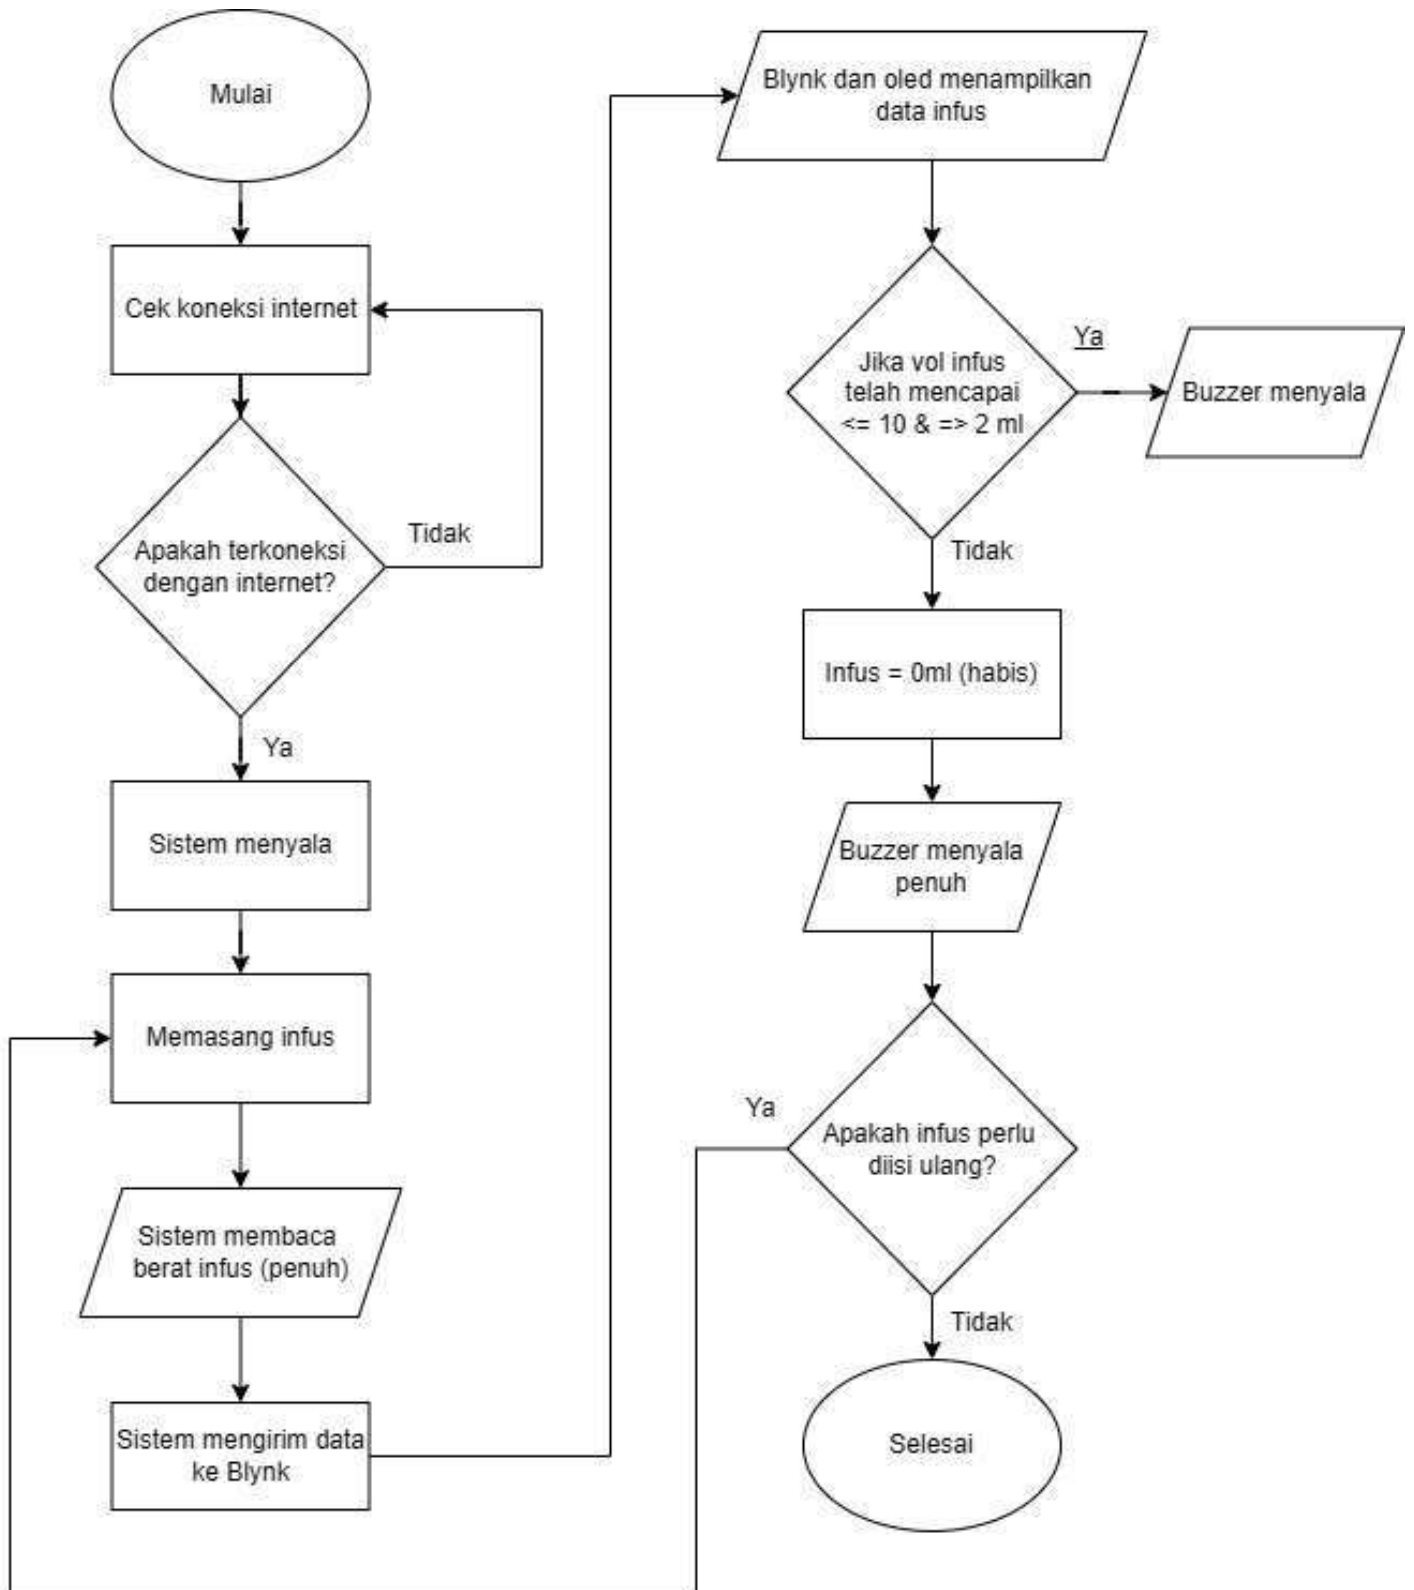 Mulai
Cek koneksi internet
Apakah terkoneksi
dengan internet?
Tidak
Ya
Sistem menyala
Memasang infus
Sistem membaca
berat infus (penuh)
Sistem mengirim data
ke Blynk
Blynk dan oled menampilkan
data infus
Jika vol infus
telah mencapai
<= 10 & => 2 ml
Ya
Buzzer menyala
Tidak
Infus = 0ml (habis)
Buzzer menyala
penuh
Apakah infus perlu
diisi ulang?
Ya
Tidak
Selesai